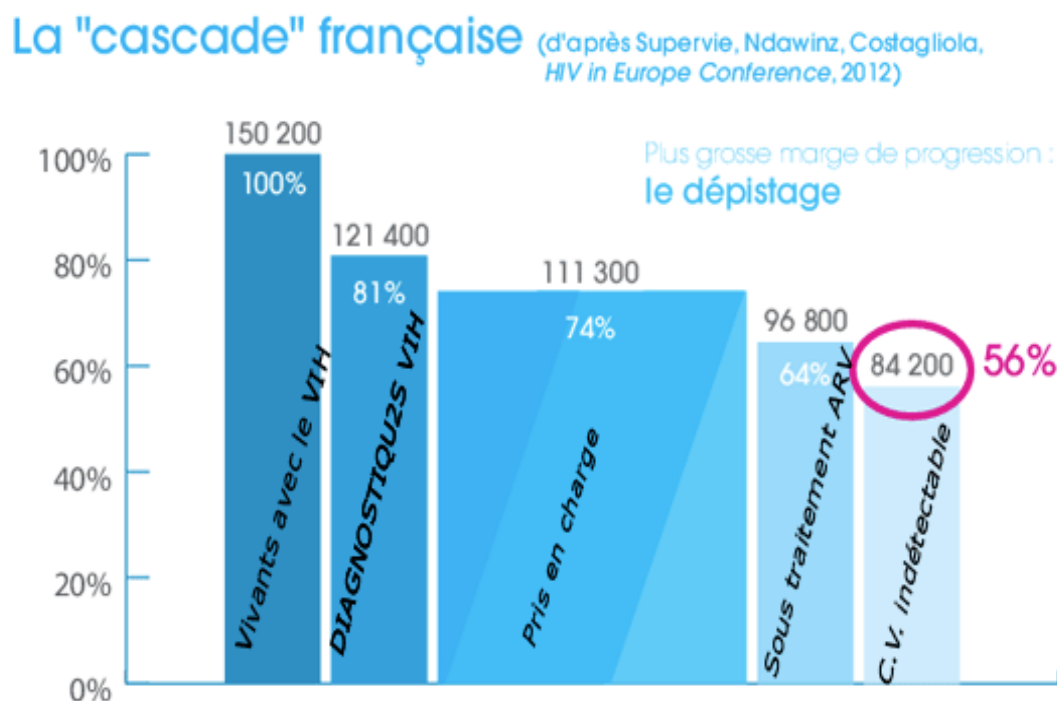 La "cascade" française (d'après Supervie, Ndawinz, Costagliola,
HIV in Europe Conference, 2012)
Plus grosse marge de progression :
le dépistage
100%
80%
60%
40%
20%
0%
150 200
100%
Vivants avec le VIH
121 400
81%
DIAGNOSTIQU2S VIH
111 300
74%
Pris en charge
96 800
64%
Sous traitement ARV
84 200
56%
C.V. indétectable